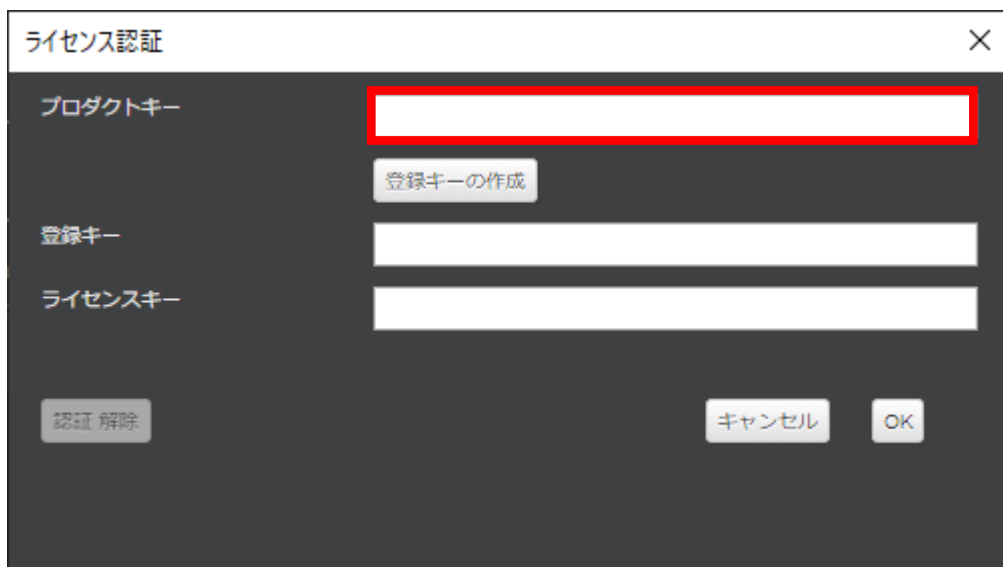 ライセンス認証
プロダクトキー
登録キーの作成
登録キー
ライセンスキー
認証 解除
キャンセル
OK